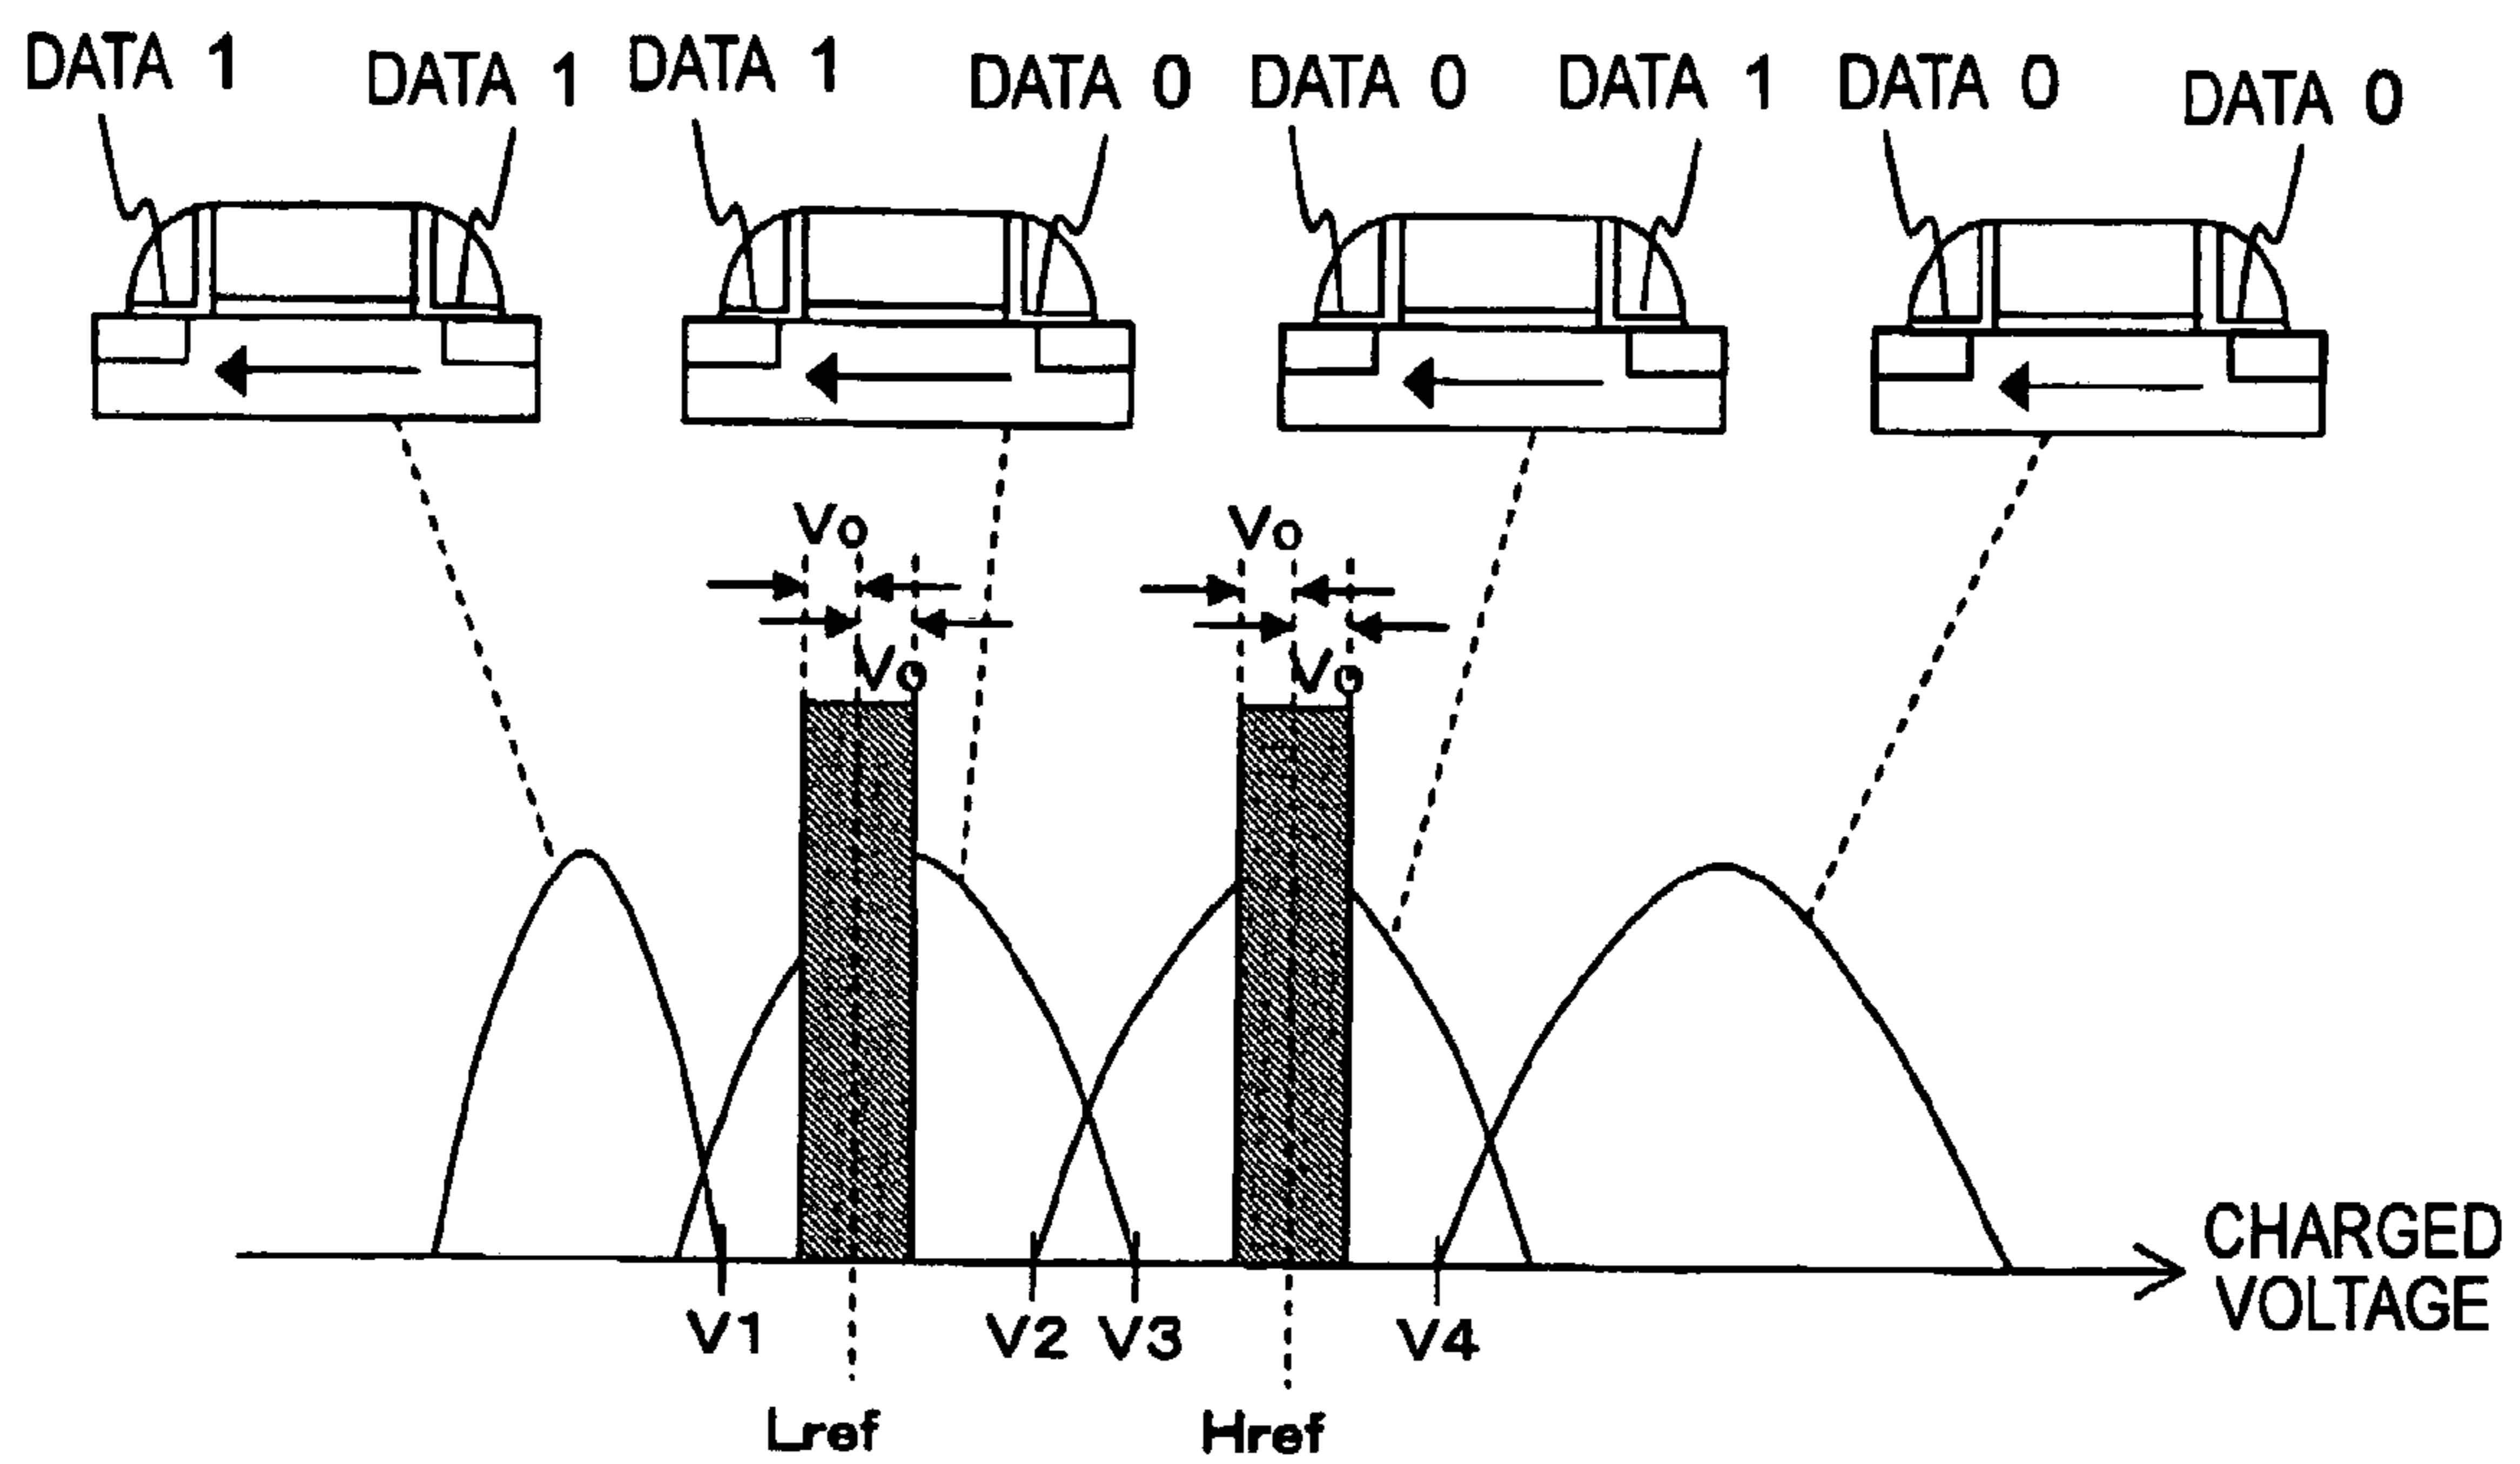 DATA 1
DATA 1
DATA 1
DATA 0
DATA 0
DATA 1
DATA 0
DATA 0
Vo
Vo
Vo
Vo
CHARGED
VOLTAGE
V1
V2
V3
V4
Lref
Href